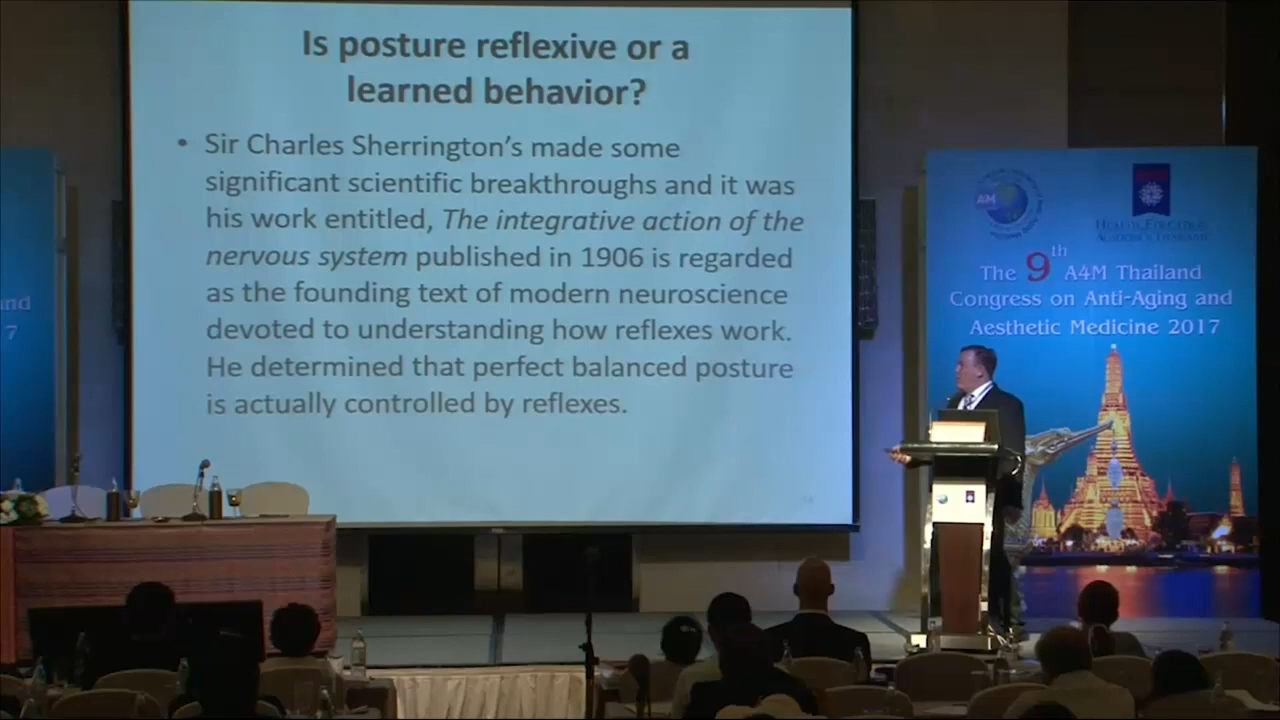 Is posture reflexive or a
learned behavior?
• Sir Charles Sherrington's made some
significant scientific breakthroughs and it was
his work entitled, The integrative action of the
nervous system published in 1906 is regarded
as the founding text of modern neuroscience
devoted to understanding how reflexes work.
He determined that perfect balanced posture
is actually controlled by reflexes.
AM
The 9th A4M Thailand
Congress on Anti-Aging and
Aesthetic Medicine 2017
and
7